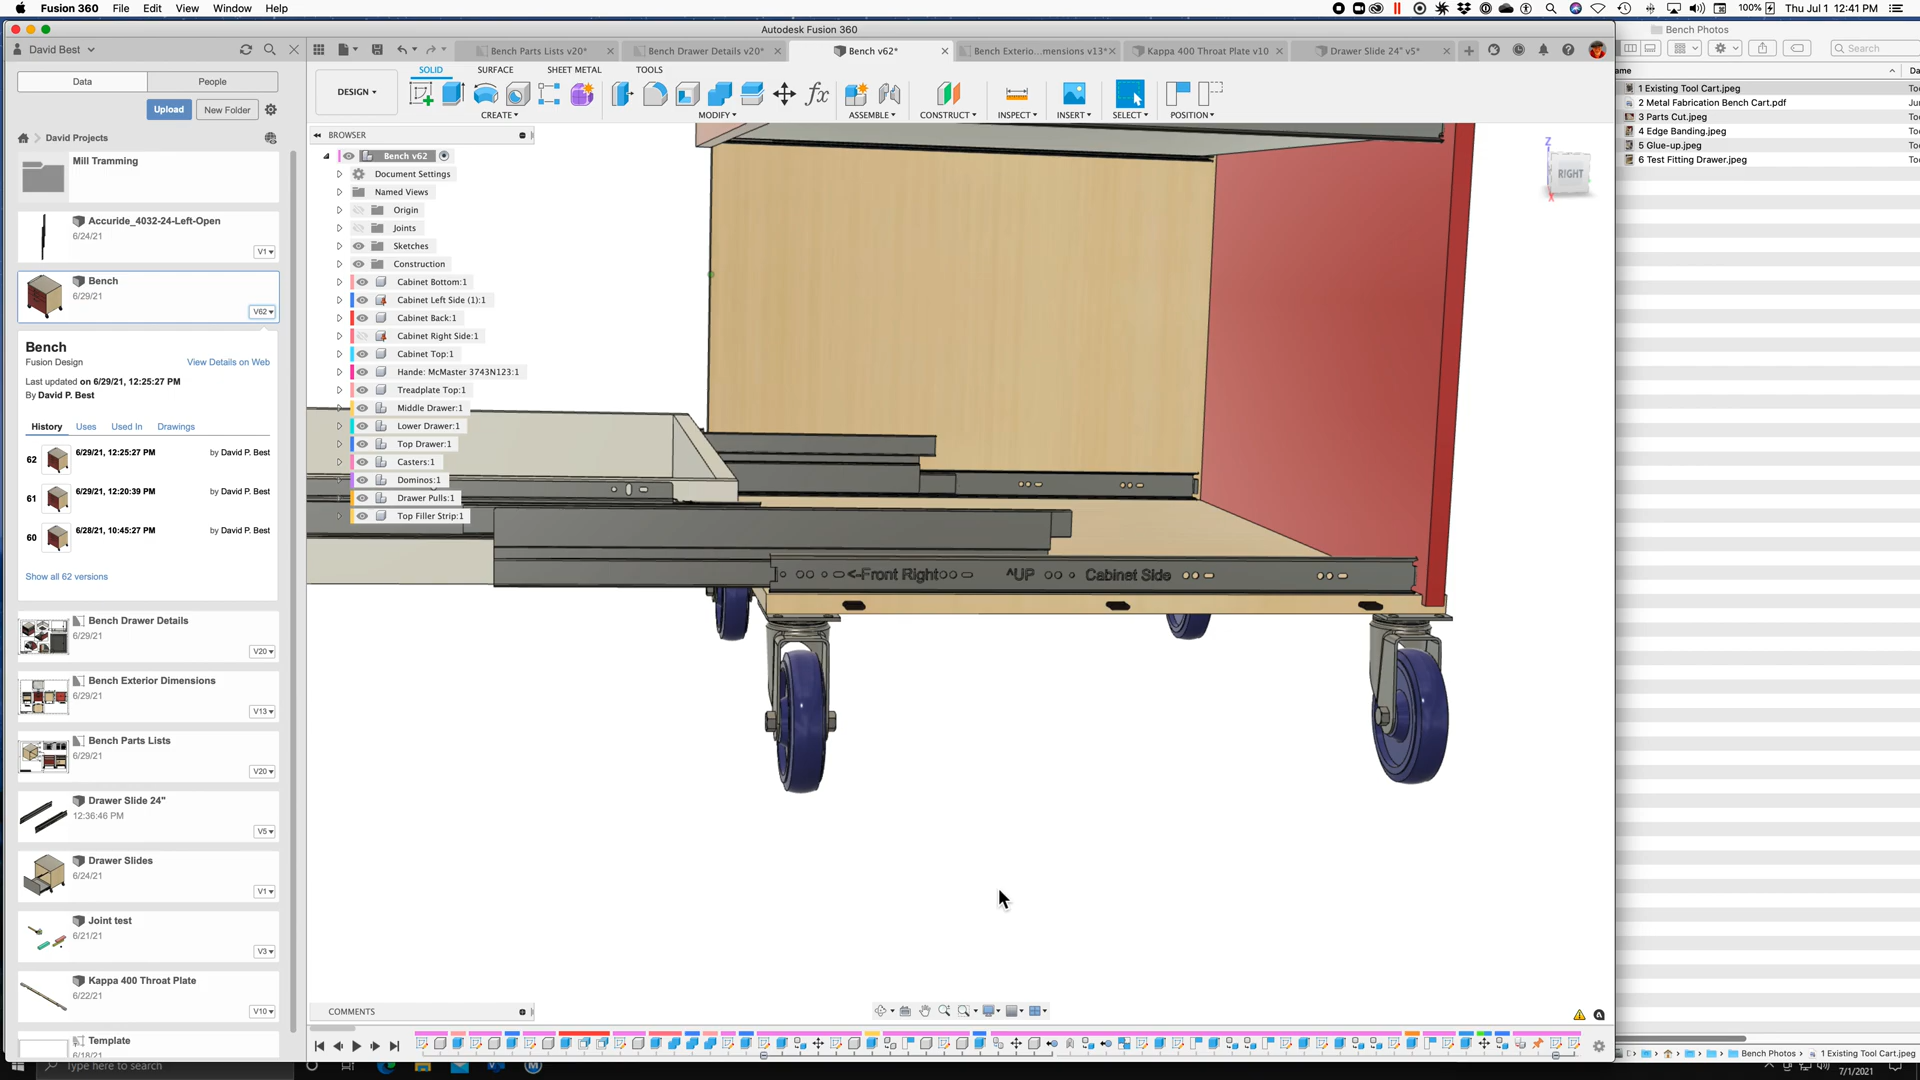 Fusion 360 File Edit View Window Help
100% Thu Jul 1 12:41 PM
Autodesk Fusion 360
Bench Photos
David Best
Bench Parts Lists v20*
Bench Drawer Details v20*
Bench v62*
Bench Exterio...mensions v13*
Kappa 400 Throat Plate v10
Drawer Slide 24" v5*
Search
SOLID SURFACE SHEET METAL TOOLS
Data People
DESIGN
Upload New Folder
CREATE MODIFY ASSEMBLE CONSTRUCT INSPECT INSERT SELECT POSITION
ame
Da
1 Existing Tool Cart.jpeg
2 Metal Fabrication Bench Cart.pdf
3 Parts Cut.jpeg
4 Edge Banding.jpeg
5 Glue-up.jpeg
6 Test Fitting Drawer.jpeg
David Projects
Mill Tramming
Accuride_4032-24-Left-Open
6/24/21
V1
Bench
6/29/21
V62
Bench
Fusion Design View Details on Web
Last updated on 6/29/21, 12:25:27 PM
By David P. Best
History Uses Used In Drawings
62 6/29/21, 12:25:27 PM by David P. Best
61 6/29/21, 12:20:39 PM by David P. Best
60 6/28/21, 10:45:27 PM by David P. Best
Show all 62 versions
Bench Drawer Details
6/29/21
V20
Bench Exterior Dimensions
6/29/21
V13
Bench Parts Lists
6/29/21
V20
Drawer Slide 24"
12:36:46 PM
V5
Drawer Slides
6/24/21
V1
Joint test
6/21/21
V3
Kappa 400 Throat Plate
6/22/21
V10
Template
6/18/21
BROWSER
Bench v62
Document Settings
Named Views
Origin
Joints
Sketches
Construction
Cabinet Bottom:1
Cabinet Left Side (1):1
Cabinet Back:1
Cabinet Right Side:1
Cabinet Top:1
Hande: McMaster 3743N123:1
Treadplate Top:1
Middle Drawer:1
Lower Drawer:1
Top Drawer:1
Casters:1
Dominos:1
Drawer Pulls:1
Top Filler Strip:1
Z
RIGHT
X
<-Front Right ^UP Cabinet Side
COMMENTS
Bench Photos 1 Existing Tool Cart.jpeg
Type here to search
7/1/2021